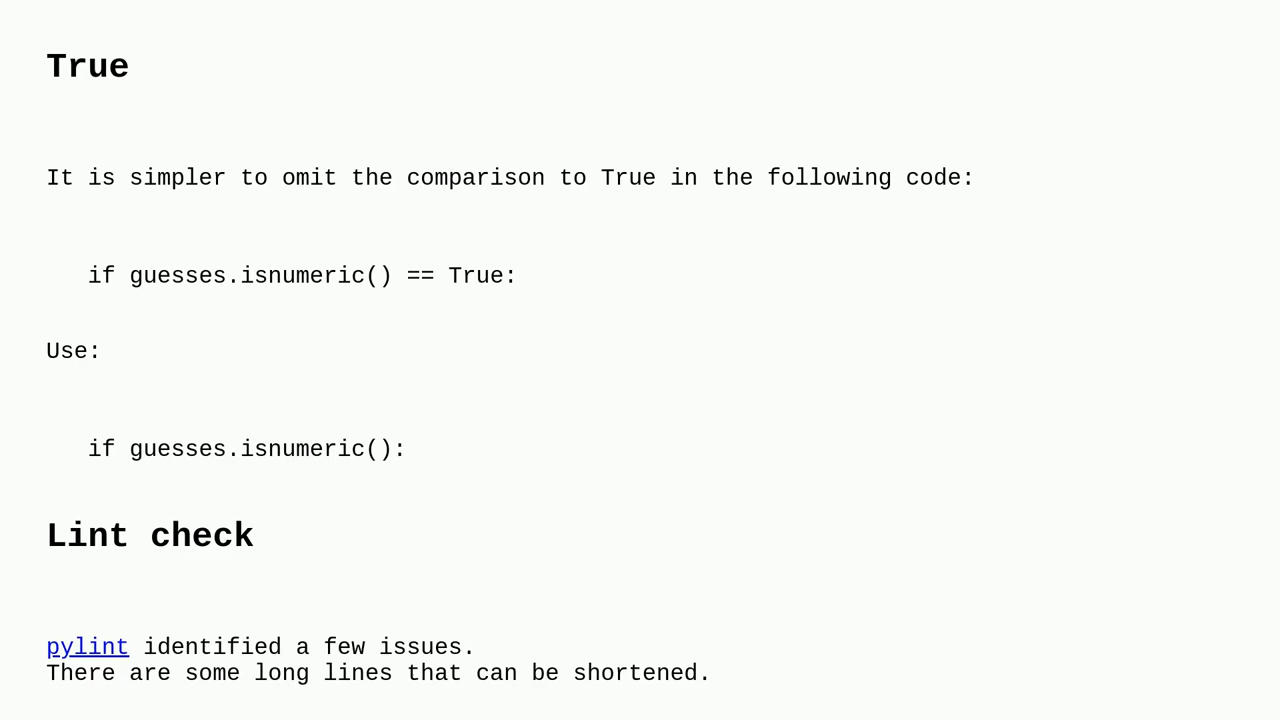 True
It is simpler to omit the comparison to True in the following code:
if guesses.isnumeric() == True:
Use:
if guesses.isnumeric():
Lint check
pylint identified a few issues.
There are some long lines that can be shortened.